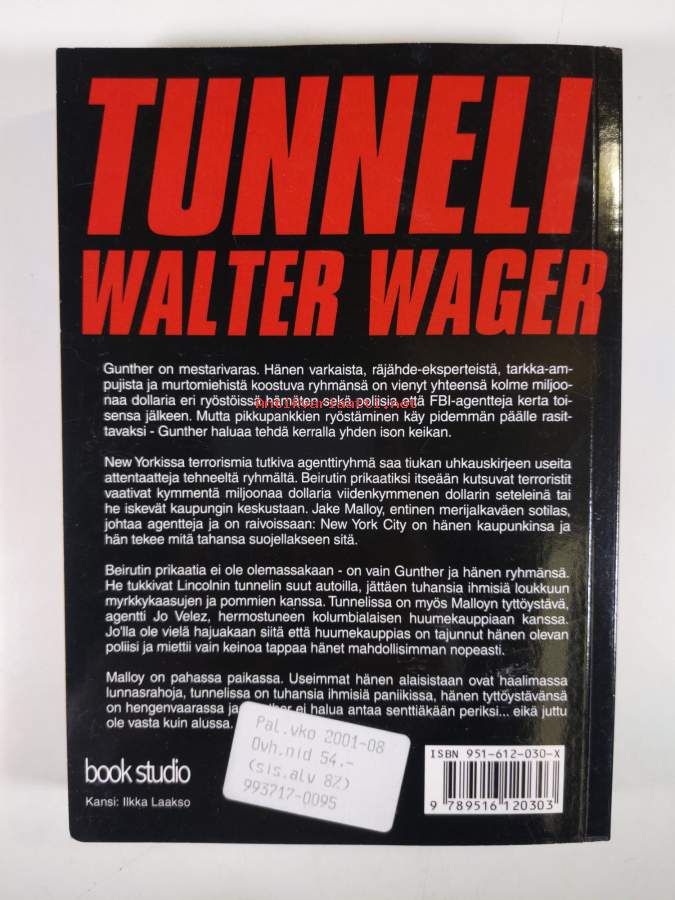 TUNNELI
WALTER WAGER
Gunther on mestarivaras. Hänen varkaista, räjähde-eksperteistä, tarkka-am-
pujista ja murtomiehistä koostuva ryhmänsä on vienyt yhteensä kolme miljoo-
naa dollaria eri ryöstöissä hämäten sekä poliisia että FBI-agentteja kerta toi-
antikvariaatti.net
sensa jälkeen. Mutta pikkupankkien ryöstäminen käy pidemmän päälle rasit-
tavaksi - Gunther haluaa tehdä kerralla yhden ison keikan.
New Yorkissa terrorismia tutkiva agenttiryhmä saa tiukan uhkauskirjeen useita
attentaatteja tehneeltä ryhmältä. Beirutin prikaatiksi itseään kutsuvat terroristit
vaativat kymmentä miljoonaa dollaria viidenkymmenen dollarin seteleinä tai
he iskevät kaupungin keskustaan. Jake Malloy, entinen merijalkaväen sotilas,
johtaa agentteja ja on raivoissaan: New York City on hänen kaupunkinsa ja
hän tekee mitä tahansa suojellakseen sitä.
Beirutin prikaatia ei ole olemassakaan - on vain Gunther ja hänen ryhmänsä.
He tukkivat Lincolnin tunnelin suut autoilla, jättäen tuhansia ihmisiä loukkuun
myrkkykaasujen ja pommien kanssa. Tunnelissa on myös Malloyn tyttöystävä,
agentti Jo Velez, hermostuneen kolumbialaisen huumekauppiaan kanssa.
Jo'lla ole vielä hajuakaan siitä että huumekauppias on tajunnut hänen olevan
poliisi ja miettii vain keinoa tappaa hänet mahdollisimman nopeasti.
Malloy on pahassa paikassa. Useimmat hänen alaisistaan ovat haalimassa
lunnasrahoja, tunnelissa on tuhansia ihmisiä paniikissa, hänen tyttöystävänsä
on hengenvaarassa ja ei halua antaa senttiäkään periksi... eikä juttu
ole vasta kuin alussa.
Pal.vko 2001-08
Ovh.nid 54.-
(sis.alv 8%)
993717-0095
book studio
Kansi: Ilkka Laakso
ISBN 951-612-030-X
9 789516 120303